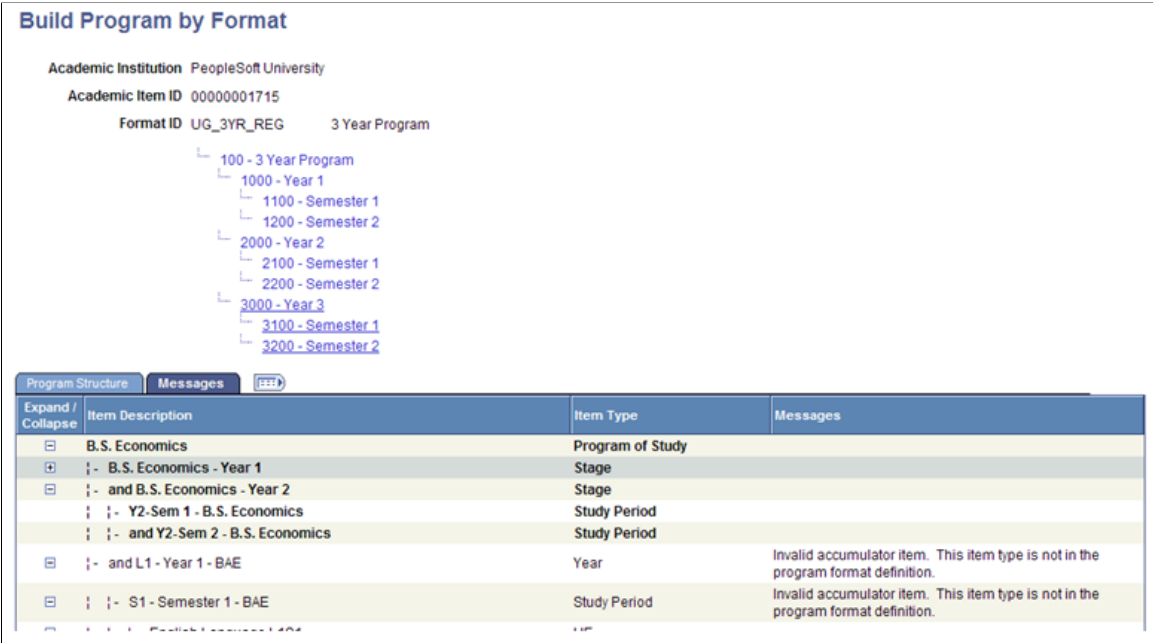 Build Program by Format
Academic Institution PeopleSoft University
Academic Item ID 00000001715
Format ID UG_3YR_REG 3 Year Program
100 - 3 Year Program
1000 - Year 1
1100 - Semester 1
1200 - Semester 2
2000 - Year 2
2100 - Semester 1
2200 - Semester 2
3000 - Year 3
3100 - Semester 1
3200 - Semester 2
Program Structure Messages
Expand / Collapse Item Description Item Type Messages
B.S. Economics Program of Study
¦- B.S. Economics - Year 1 Stage
¦- and B.S. Economics - Year 2 Stage
¦ ¦- Y2-Sem 1 - B.S. Economics Study Period
¦ ¦- and Y2-Sem 2 - B.S. Economics Study Period
¦- and L1 - Year 1 - BAE Year Invalid accumulator item. This item type is not in the
program format definition.
¦ ¦- S1 - Semester 1 - BAE Study Period Invalid accumulator item. This item type is not in the
program format definition.